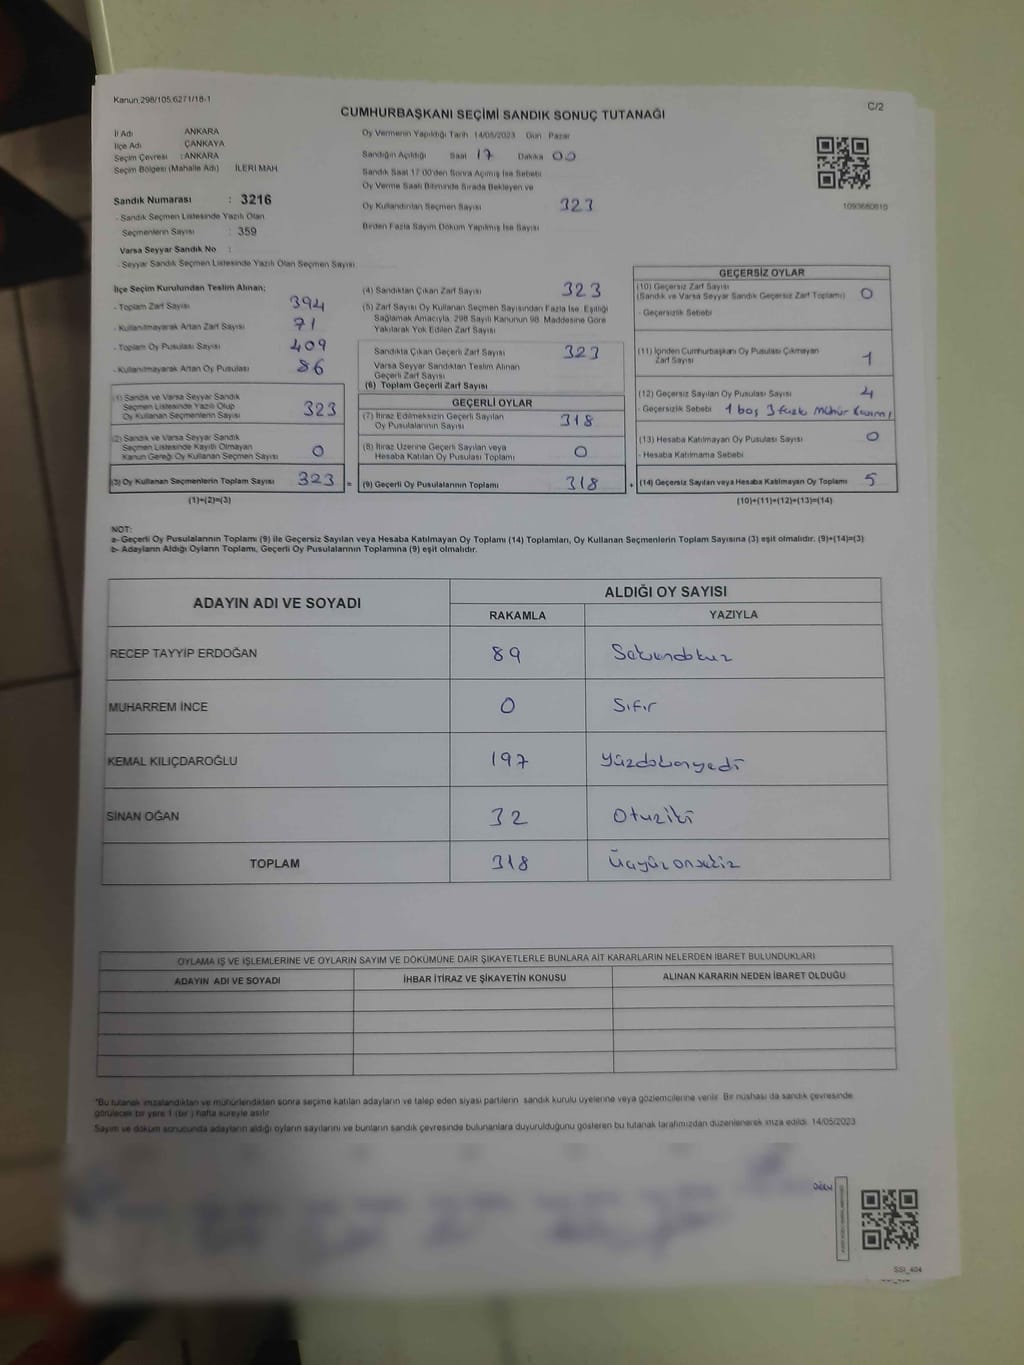 Kanun:298/105,6271/18-1
C/2
CUMHURBAŞKANI SEÇİMİ SANDIK SONUÇ TUTANAĞI
İl Adı ANKARA
İlçe Adı ÇANKAYA
Seçim Çevresi :ANKARA
Seçim Bölgesi (Mahalle Adı) İLERİ MAH.
Sandık Numarası : 3216
- Sandık Seçmen Listesinde Yazılı Olan
Seçmenlerin Sayısı : 359
Varsa Seyyar Sandık No :
- Seyyar Sandık Seçmen Listesinde Yazılı Olan Seçmen Sayısı
Oy Vermenin Yapıldığı Tarih 14/05/2023 Gün Pazar
Sandığın Açıldığı Saat 17 Dakika 00
Sandık Saat 17:00'den Sonra Açılmış İse Sebebi
Oy Verme Saati Bitiminde Sırada Bekleyen ve
Oy Kullandırılan Seçmen Sayısı 323
Birden Fazla Sayım Döküm Yapılmış İse Sayısı
1093680810
İlçe Seçim Kurulundan Teslim Alınan;
- Toplam Zarf Sayısı 394
- Kullanılmayarak Artan Zarf Sayısı 71
- Toplam Oy Pusulası Sayısı 409
- Kullanılmayarak Artan Oy Pusulası 86
(1) Sandık ve Varsa Seyyar Sandık
Seçmen Listesinde Yazılı Olup
Oy Kullanan Seçmenlerin Sayısı 323
(2) Sandık ve Varsa Seyyar Sandık
Seçmen Listesinde Kayıtlı Olmayan
Kanun Gereği Oy Kullanan Seçmen Sayısı 0
(3) Oy Kullanan Seçmenlerin Toplam Sayısı 323 =
(1)+(2)=(3)
(4) Sandıktan Çıkan Zarf Sayısı 323
(5) Zarf Sayısı Oy Kullanan Seçmen Sayısından Fazla İse, Eşitliği
Sağlamak Amacıyla, 298 Sayılı Kanunun 98. Maddesine Göre
Yakılarak Yok Edilen Zarf Sayısı
Sandıkta Çıkan Geçerli Zarf Sayısı 323
Varsa Seyyar Sandıktan Teslim Alınan
Geçerli Zarf Sayısı
(6) Toplam Geçerli Zarf Sayısı
GEÇERLİ OYLAR
(7) İtiraz Edilmeksizin Geçerli Sayılan
Oy Pusulalarının Sayısı 318
(8) İtiraz Üzerine Geçerli Sayılan veya
Hesaba Katılan Oy Pusulası Toplamı 0
(9) Geçerli Oy Pusulalarının Toplamı 318 +
GEÇERSİZ OYLAR
(10) Geçersiz Zarf Sayısı
(Sandık ve Varsa Seyyar Sandık Geçersiz Zarf Toplamı) 0
- Geçersizlik Sebebi
(11) İçinden Cumhurbaşkanı Oy Pusulası Çıkmayan
Zarf Sayısı 1
(12) Geçersiz Sayılan Oy Pusulası Sayısı 4
- Geçersizlik Sebebi 1 boş 3 fazla mühür
(13) Hesaba Katılmayan Oy Pusulası Sayısı 0
- Hesaba Katılmama Sebebi
(14) Geçersiz Sayılan veya Hesaba Katılmayan Oy Toplamı 5
(10)+(11)+(12)+(13)=(14)
NOT:
a- Geçerli Oy Pusulalarının Toplamı (9) ile Geçersiz Sayılan veya Hesaba Katılmayan Oy Toplamı (14) Toplamları, Oy Kullanan Seçmenlerin Toplam Sayısına (3) eşit olmalıdır. (9)+(14)=(3)
b- Adayların Aldığı Oyların Toplamı, Geçerli Oy Pusulalarının Toplamına (9) eşit olmalıdır.
ADAYIN ADI VE SOYADI
ALDIĞI OY SAYISI
RAKAMLA YAZIYLA
RECEP TAYYİP ERDOĞAN 89 Seksendokuz
MUHARREM İNCE 0 Sıfır
KEMAL KILIÇDAROĞLU 197 Yüzdoksanyedi
SİNAN OĞAN 32 Otuziki
TOPLAM 318 Üçyüzonsekiz
OYLAMA İŞ VE İŞLEMLERİNE VE OYLARIN SAYIM VE DÖKÜMÜNE DAİR ŞİKAYETLERLE BUNLARA AİT KARARLARIN NELERDEN İBARET BULUNDUKLARI
ADAYIN ADI VE SOYADI İHBAR İTİRAZ VE ŞİKAYETİN KONUSU ALINAN KARARIN NEDEN İBARET OLDUĞU
*Bu tutanak imzalandıktan ve mühürlendikten sonra seçime katılan adayların ve talep eden siyasi partilerin sandık kurulu üyelerine veya gözlemcilerine verilir. Bir nüshası da sandık çevresinde
görülecek bir yere 1 (bir) hafta süreyle asılır.
Sayım ve döküm sonucunda adayların aldığı oyların sayılarını ve bunların sandık çevresinde bulunanlara duyurulduğunu gösteren bu tutanak tarafımızdan düzenlenerek imza edildi. 14/05/2023
SSI_404